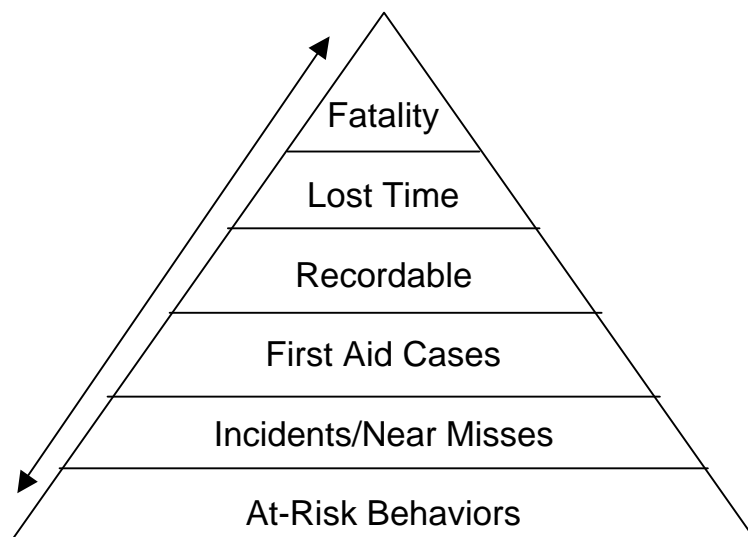 Fatality
Lost Time
Recordable
First Aid Cases
Incidents/Near Misses
At-Risk Behaviors